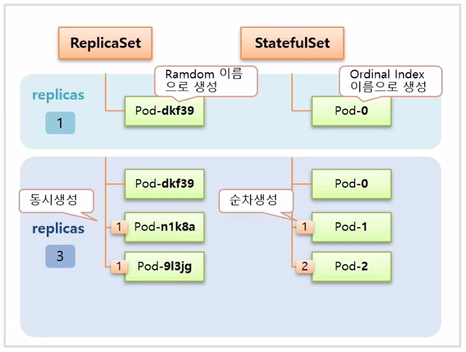 ReplicaSet
StatefulSet
Ramdom 이름
으로 생성
Ordinal Index
이름으로 생성
replicas
1
Pod-dkf39
Pod-0
Pod-dkf39
Pod-0
동시생성
순차생성
replicas
3
1
Pod-n1k8a
1
Pod-1
1
Pod-9l3jg
2
Pod-2